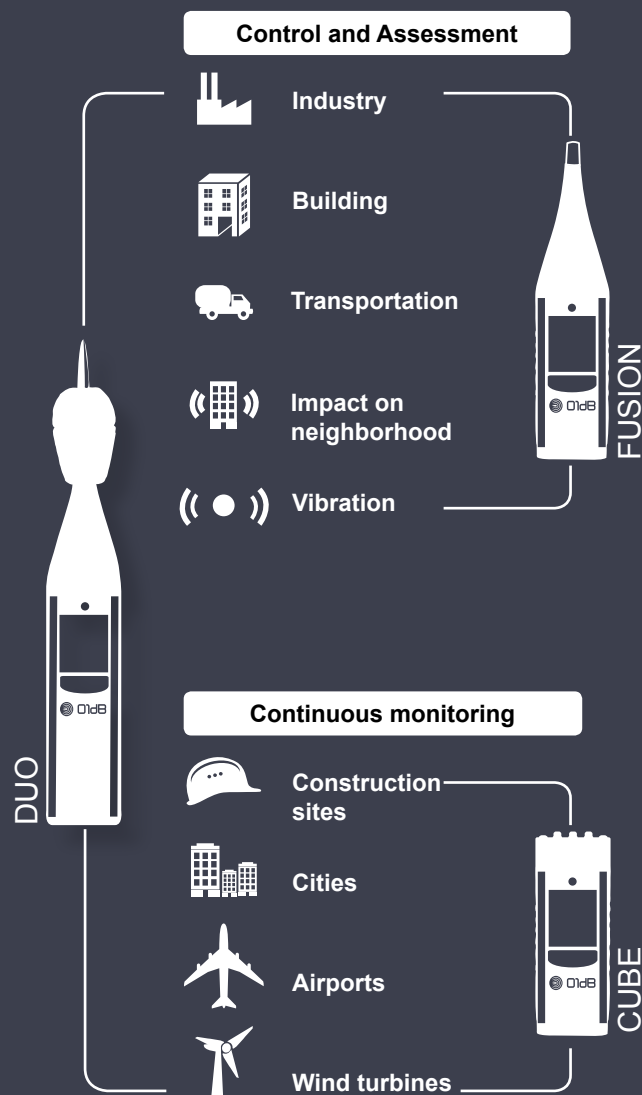 Control and Assessment
Industry
Building
Transportation
Impact on
neighborhood
Vibration
FUSION
01dB
01dB
DUO
Continuous monitoring
Construction
sites
Cities
Airports
Wind turbines
01dB
CUBE